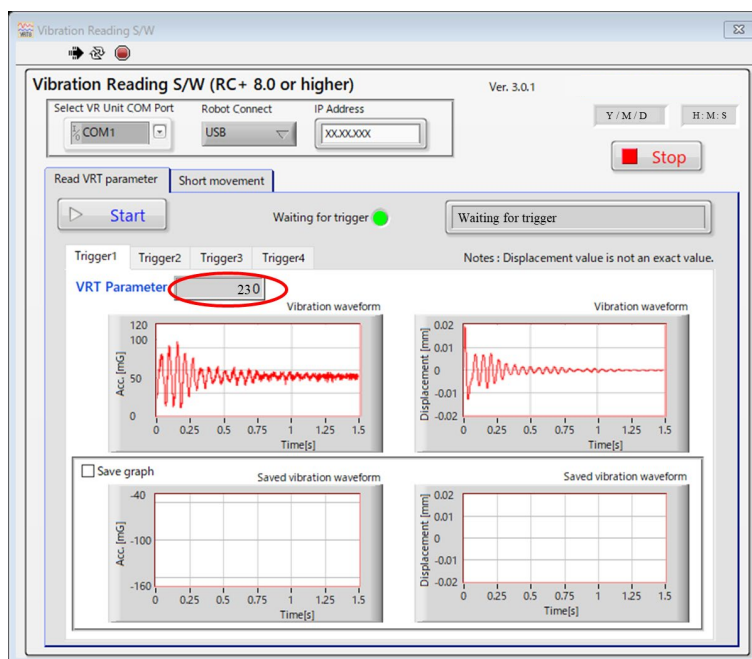 Vibration Reading S/W
Vibration Reading S/W (RC+ 8.0 or higher)
Ver. 3.0.1
Select VR Unit COM Port
Robot Connect
IP Address
COM1
USB
XX.XX.XXX
Y / M / D
H: M: S
Stop
Read VRT parameter
Short movement
Start
Waiting for trigger
Waiting for trigger
Trigger1
Trigger2
Trigger3
Trigger4
Notes : Displacement value is not an exact value.
VRT Parameter
230
Vibration waveform
120
100
50
0
Acc. [mG]
0 0.25 0.5 0.75 1 1.25 1.5
Time[s]
Vibration waveform
0.02
0.01
0
-0.01
-0.02
Displacement [mm]
0 0.25 0.5 0.75 1 1.25 1.5
Time[s]
Save graph
Saved vibration waveform
-40
-100
-160
Acc. [mG]
0 0.25 0.5 0.75 1 1.25 1.5
Time[s]
Saved vibration waveform
0.02
0.01
0
-0.01
-0.02
Displacement [mm]
0 0.25 0.5 0.75 1 1.25 1.5
Time[s]